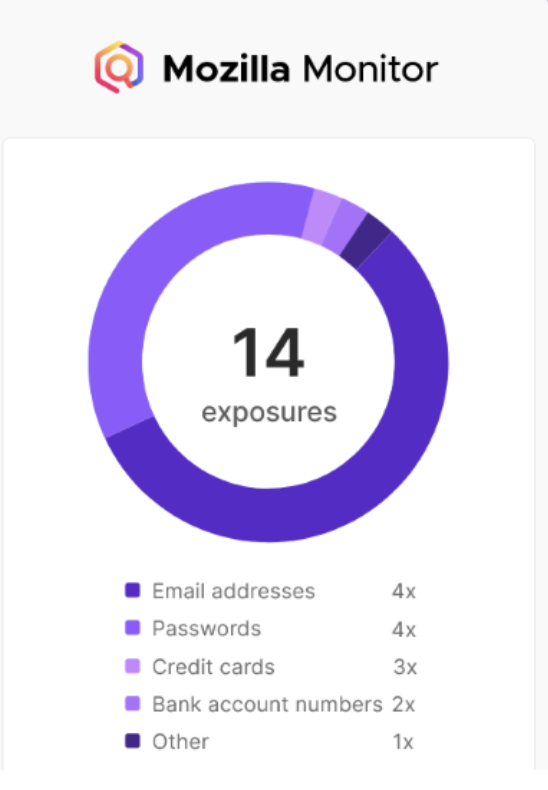 Mozilla Monitor
14
exposures
Email addresses 4x
Passwords 4x
Credit cards 3x
Bank account numbers 2x
Other 1x